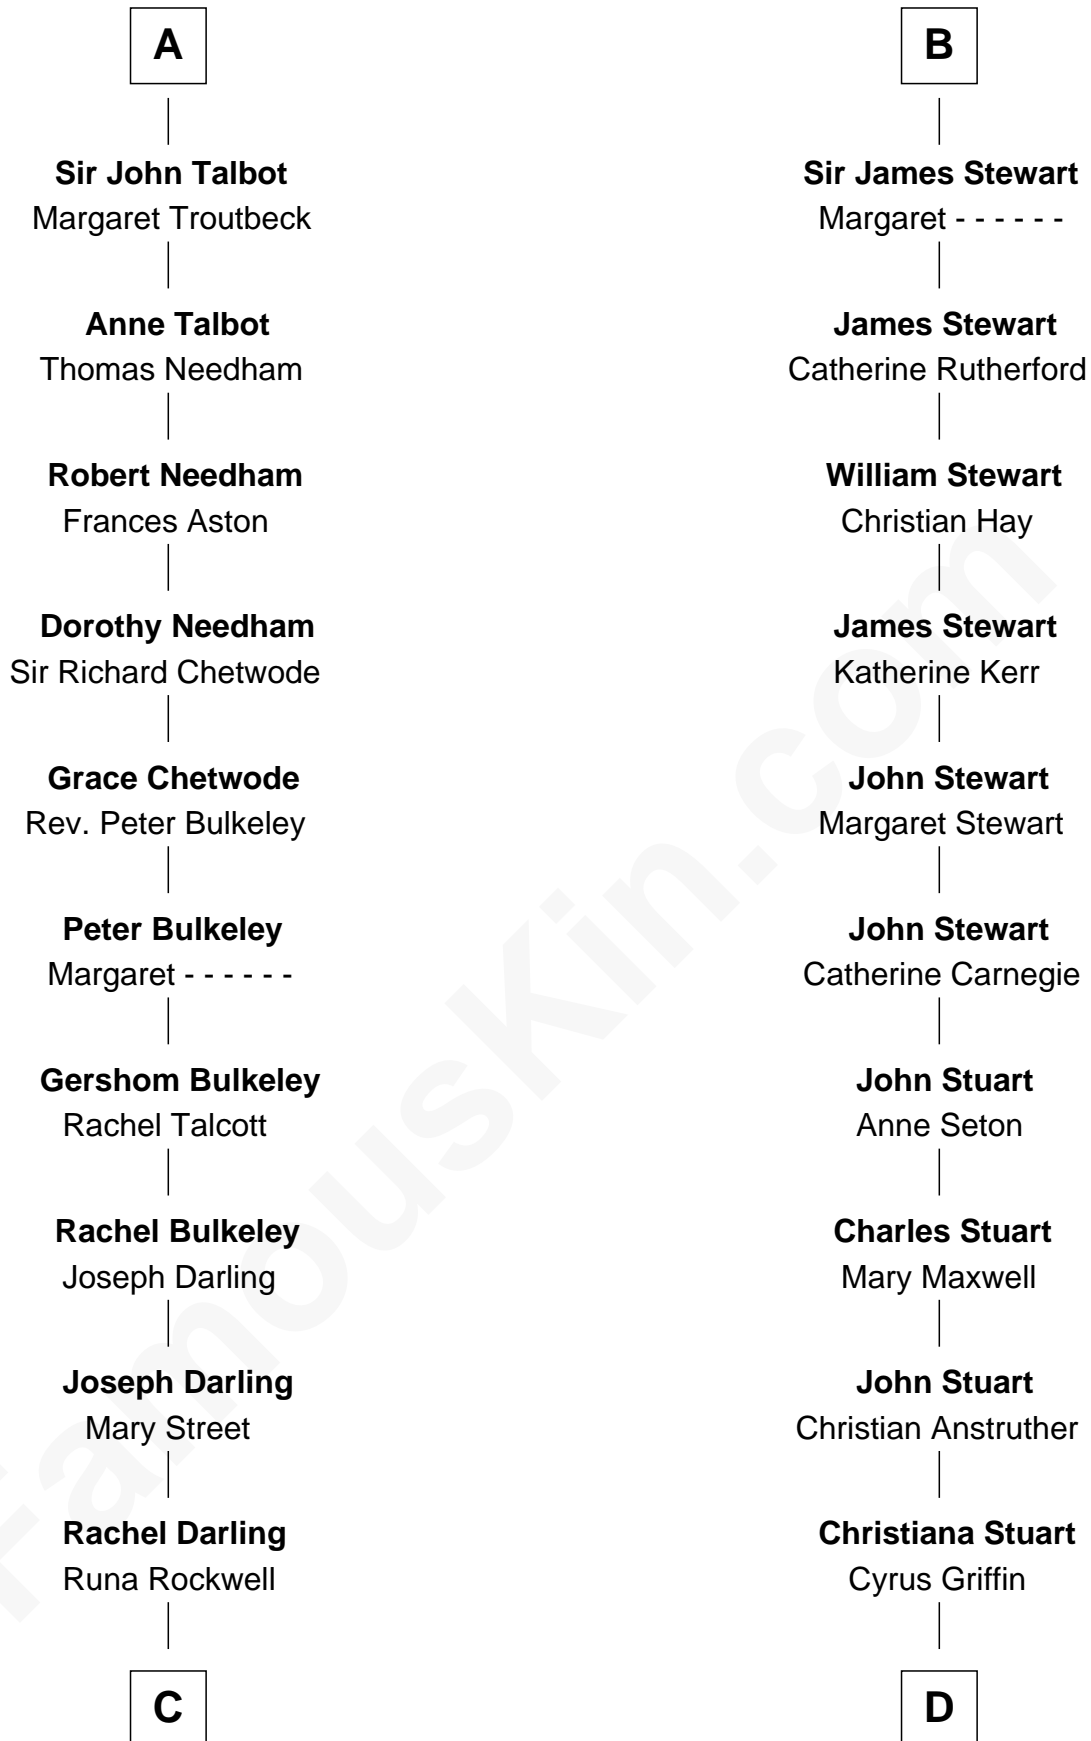 A
Sir John Talbot
Margaret Troutbeck
Anne Talbot
Thomas Needham
Robert Needham
Frances Aston
Dorothy Needham
Sir Richard Chetwode
Grace Chetwode
Rev. Peter Bulkeley
Peter Bulkeley
Margaret - - - - - -
Gershom Bulkeley
Rachel Talcott
Rachel Bulkeley
Joseph Darling
Joseph Darling
Mary Street
Rachel Darling
Runa Rockwell
C
B
Sir James Stewart
Margaret - - - - - -
James Stewart
Catherine Rutherford
William Stewart
Christian Hay
James Stewart
Katherine Kerr
John Stewart
Margaret Stewart
John Stewart
Catherine Carnegie
John Stuart
Anne Seton
Charles Stuart
Mary Maxwell
John Stuart
Christian Anstruther
Christiana Stuart
Cyrus Griffin
D
FamousKin.com